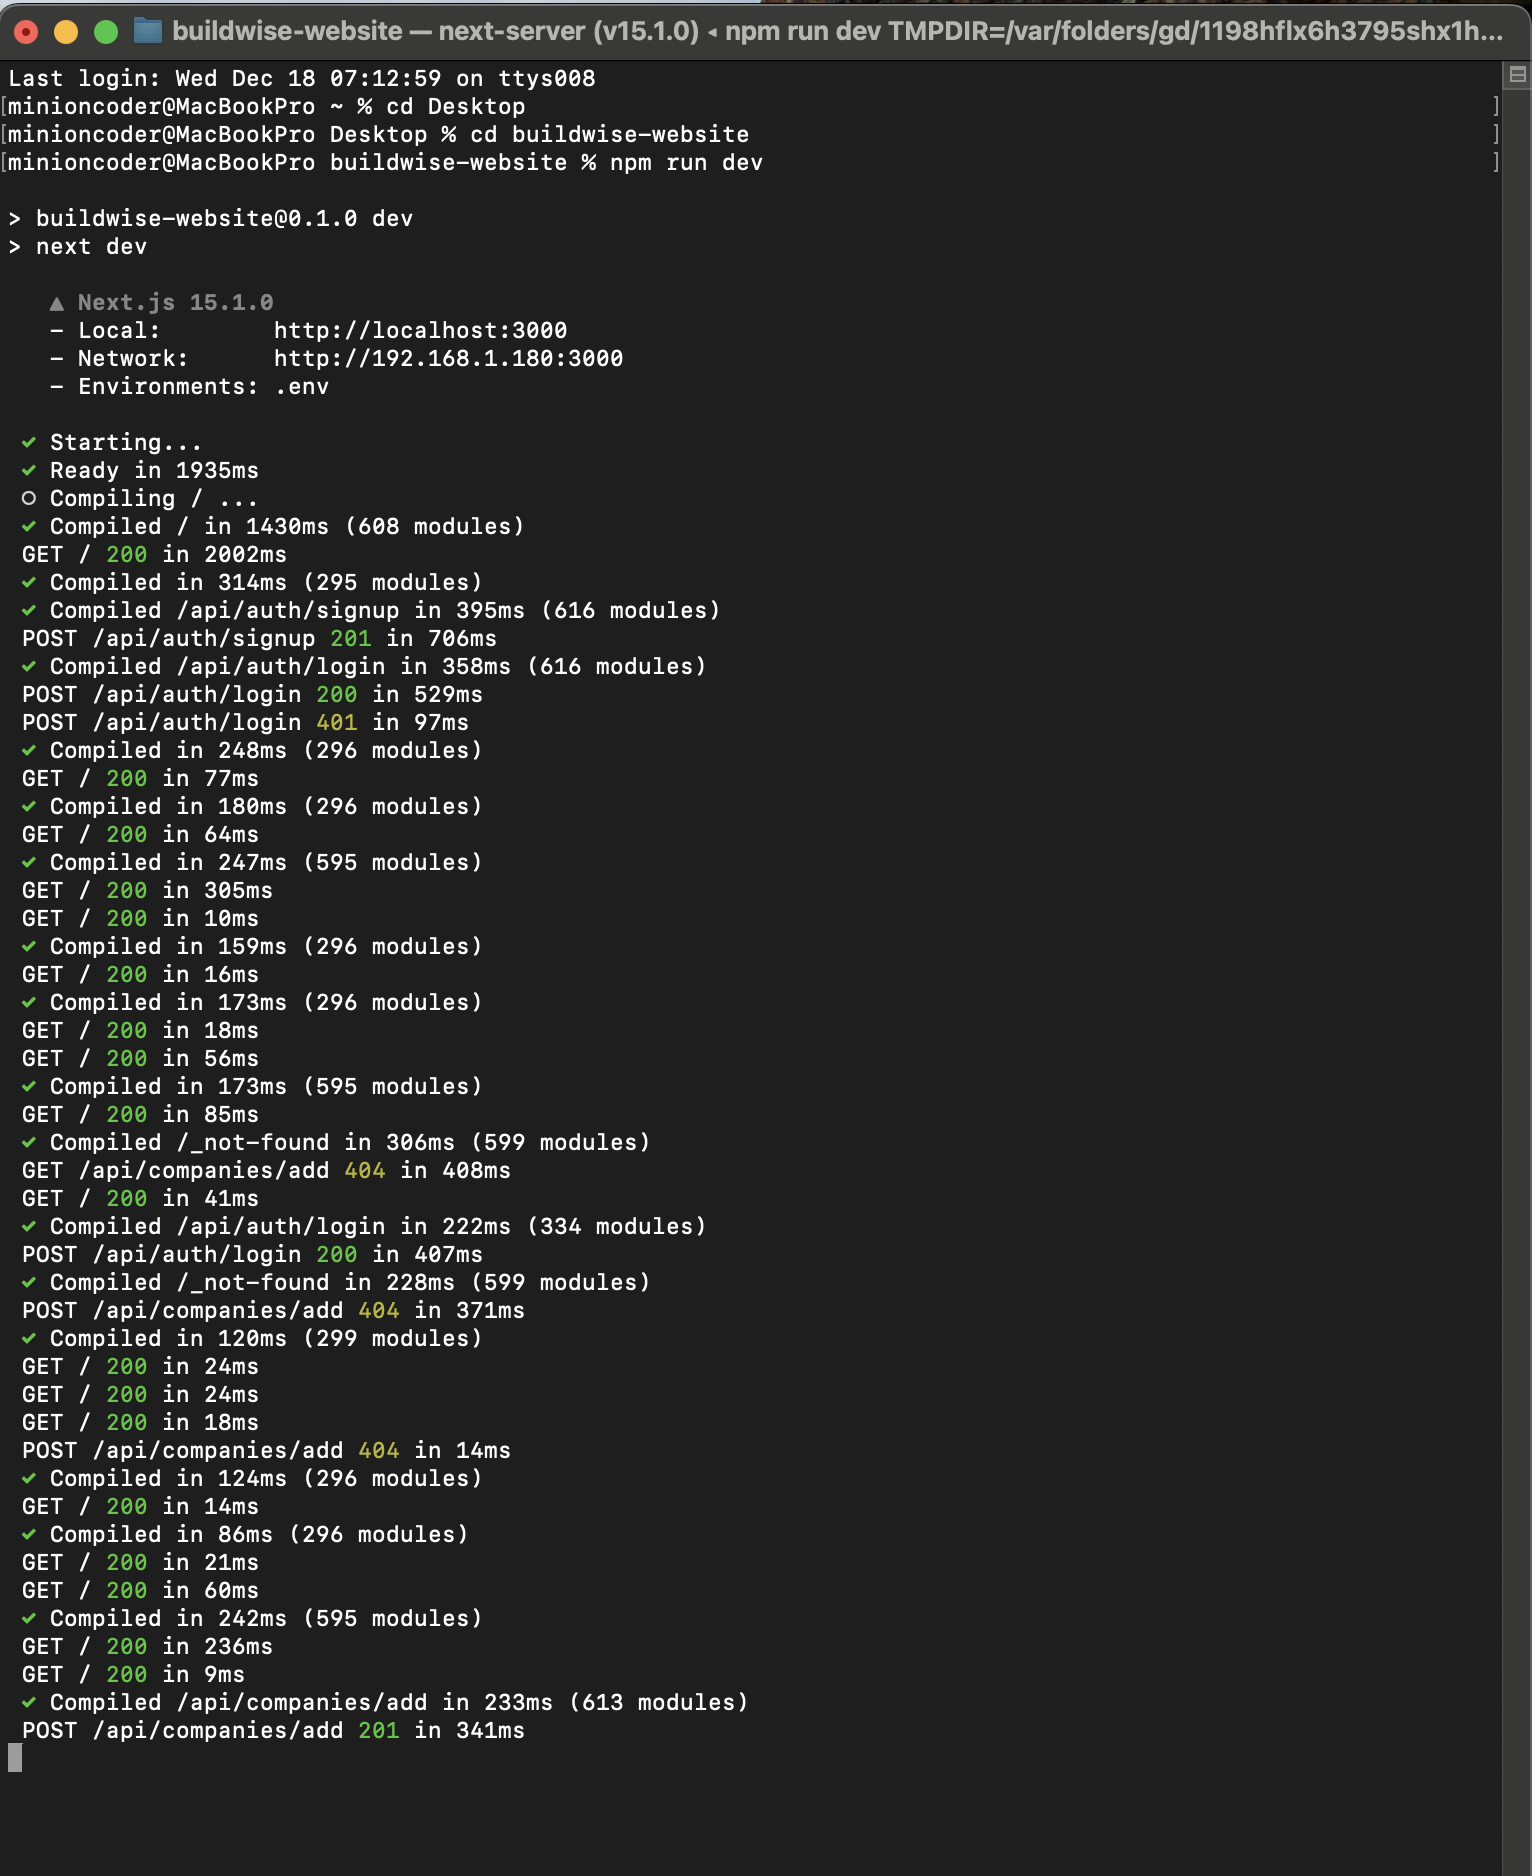 buildwise-website — next-server (v15.1.0) ◂ npm run dev TMPDIR=/var/folders/gd/1198hflx6h3795shx1h...
Last login: Wed Dec 18 07:12:59 on ttys008
[minioncoder@MacBookPro ~ % cd Desktop ]
[minioncoder@MacBookPro Desktop % cd buildwise-website ]
[minioncoder@MacBookPro buildwise-website % npm run dev ]
> buildwise-website@0.1.0 dev
> next dev
▲ Next.js 15.1.0
- Local: http://localhost:3000
- Network: http://192.168.1.180:3000
- Environments: .env
✓ Starting...
✓ Ready in 1935ms
○ Compiling / ...
✓ Compiled / in 1430ms (608 modules)
GET / 200 in 2002ms
✓ Compiled in 314ms (295 modules)
✓ Compiled /api/auth/signup in 395ms (616 modules)
POST /api/auth/signup 201 in 706ms
✓ Compiled /api/auth/login in 358ms (616 modules)
POST /api/auth/login 200 in 529ms
POST /api/auth/login 401 in 97ms
✓ Compiled in 248ms (296 modules)
GET / 200 in 77ms
✓ Compiled in 180ms (296 modules)
GET / 200 in 64ms
✓ Compiled in 247ms (595 modules)
GET / 200 in 305ms
GET / 200 in 10ms
✓ Compiled in 159ms (296 modules)
GET / 200 in 16ms
✓ Compiled in 173ms (296 modules)
GET / 200 in 18ms
GET / 200 in 56ms
✓ Compiled in 173ms (595 modules)
GET / 200 in 85ms
✓ Compiled /_not-found in 306ms (599 modules)
GET /api/companies/add 404 in 408ms
GET / 200 in 41ms
✓ Compiled /api/auth/login in 222ms (334 modules)
POST /api/auth/login 200 in 407ms
✓ Compiled /_not-found in 228ms (599 modules)
POST /api/companies/add 404 in 371ms
✓ Compiled in 120ms (299 modules)
GET / 200 in 24ms
GET / 200 in 24ms
GET / 200 in 18ms
POST /api/companies/add 404 in 14ms
✓ Compiled in 124ms (296 modules)
GET / 200 in 14ms
✓ Compiled in 86ms (296 modules)
GET / 200 in 21ms
GET / 200 in 60ms
✓ Compiled in 242ms (595 modules)
GET / 200 in 236ms
GET / 200 in 9ms
✓ Compiled /api/companies/add in 233ms (613 modules)
POST /api/companies/add 201 in 341ms